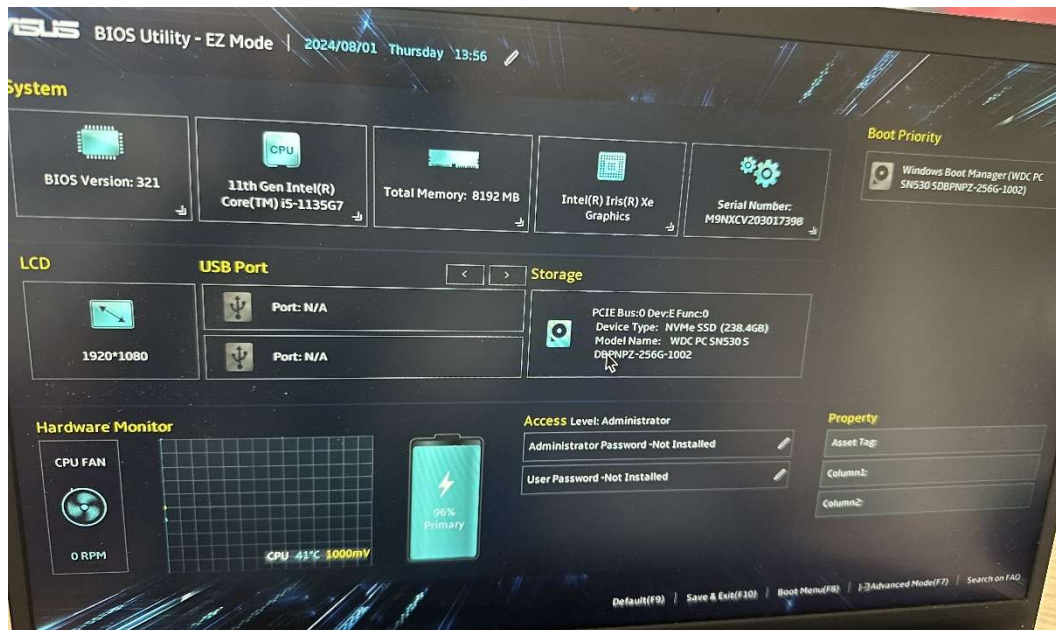 ASUS BIOS Utility - EZ Mode | 2024/08/01 Thursday 13:56
System
BIOS Version: 321
CPU
11th Gen Intel(R)
Core(TM) i5-1135G7
Total Memory: 8192 MB
Intel(R) Iris(R) Xe
Graphics
Serial Number:
M9NXCV203017398
Boot Priority
Windows Boot Manager (WDC PC
SN530 SDBPNPZ-256G-1002)
LCD
1920*1080
USB Port
< >
Port: N/A
Port: N/A
Storage
PCIE Bus:0 Dev:E Func:0
Device Type: NVMe SSD (238.4GB)
Model Name: WDC PC SN530 S
DBPNPZ-256G-1002
Hardware Monitor
CPU FAN
0 RPM
CPU 41°C 1000mV
96%
Primary
Access Level: Administrator
Administrator Password -Not Installed
User Password -Not Installed
Property
Asset Tag:
Column1:
Column2:
Default(F9) | Save & Exit(F10) | Boot Menu(F8) | Advanced Mode(F7) | Search on FAQ